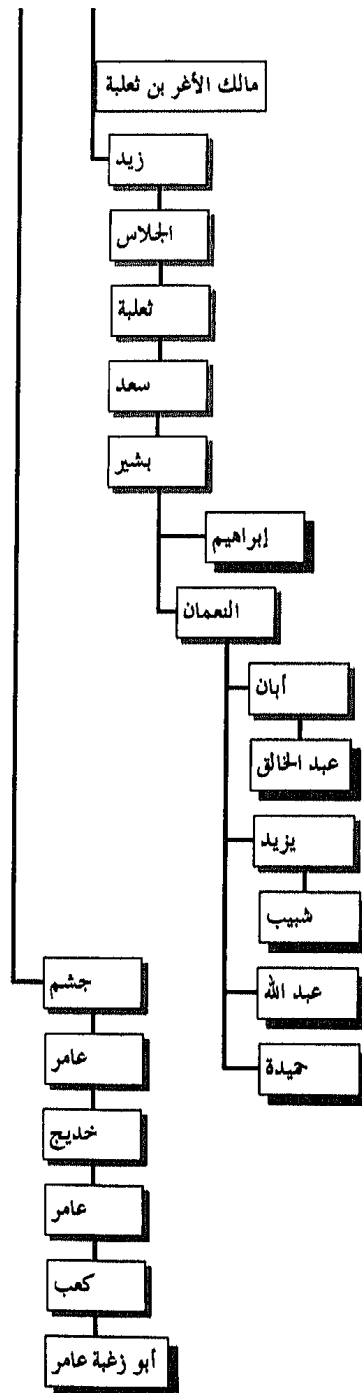 مالك الأغر بن ثعلبة
زيد
الجلاس
ثعلبة
سعد
بشير
إبراهيم
النعمان
أبان
عبد الخالق
يزيد
شبيب
عبد الله
حميدة
جشم
عامر
خديج
عامر
كعب
أبو زغبة عامر